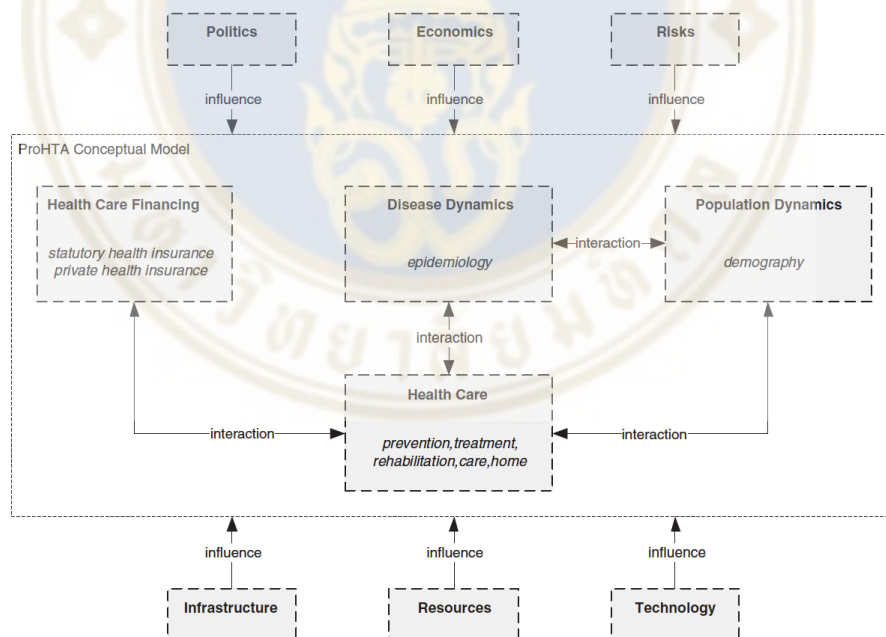 Politics
Economics
Risks
influence
influence
influence
ProHTA Conceptual Model
Health Care Financing
statutory health insurance
private health insurance
Disease Dynamics
epidemiology
interaction
Population Dynamics
demography
interaction
Health Care
prevention,treatment,
rehabilitation,care,home
interaction
interaction
influence
influence
influence
Infrastructure
Resources
Technology